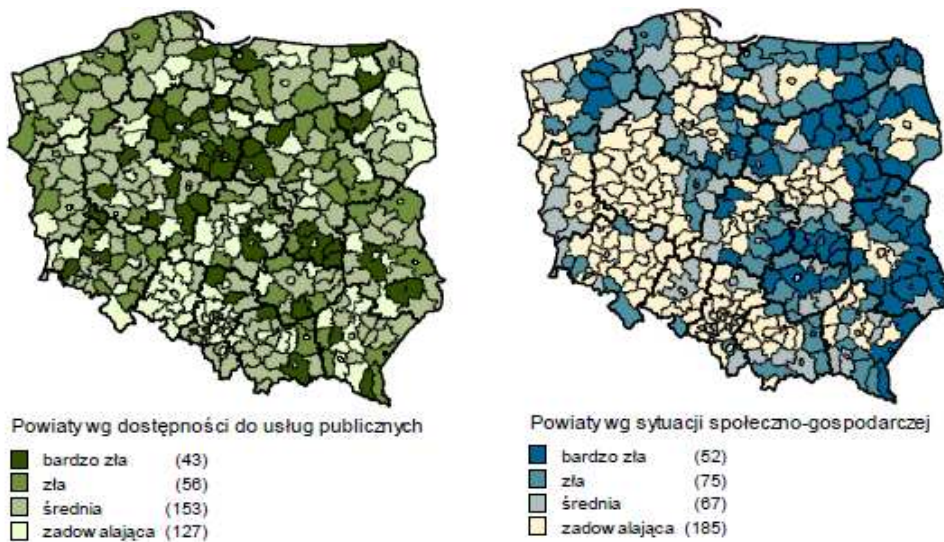 Powiaty wg dostępności do usług publicznych
bardzo zła (43)
zła (56)
średnia (153)
zadowalająca (127)
Powiaty wg sytuacji społeczno-gospodarczej
bardzo zła (52)
zła (75)
średnia (67)
zadowalająca (185)